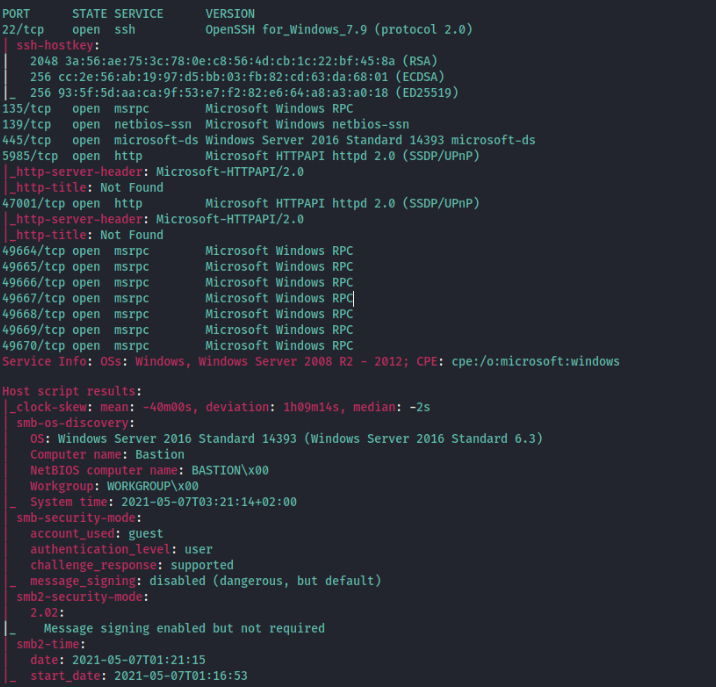 PORT      STATE SERVICE      VERSION
22/tcp    open  ssh          OpenSSH for_Windows_7.9 (protocol 2.0)
| ssh-hostkey:
|   2048 3a:56:ae:75:3c:78:0e:c8:56:4d:cb:1c:22:bf:45:8a (RSA)
|   256 cc:2e:56:ab:19:97:d5:bb:03:fb:82:cd:63:da:68:01 (ECDSA)
|_  256 93:5f:5d:aa:ca:9f:53:e7:f2:82:e6:64:a8:a3:a0:18 (ED25519)
135/tcp   open  msrpc        Microsoft Windows RPC
139/tcp   open  netbios-ssn  Microsoft Windows netbios-ssn
445/tcp   open  microsoft-ds Windows Server 2016 Standard 14393 microsoft-ds
5985/tcp  open  http         Microsoft HTTPAPI httpd 2.0 (SSDP/UPnP)
|_http-server-header: Microsoft-HTTPAPI/2.0
|_http-title: Not Found
47001/tcp open  http         Microsoft HTTPAPI httpd 2.0 (SSDP/UPnP)
|_http-server-header: Microsoft-HTTPAPI/2.0
|_http-title: Not Found
49664/tcp open  msrpc        Microsoft Windows RPC
49665/tcp open  msrpc        Microsoft Windows RPC
49666/tcp open  msrpc        Microsoft Windows RPC
49667/tcp open  msrpc        Microsoft Windows RPC
49668/tcp open  msrpc        Microsoft Windows RPC
49669/tcp open  msrpc        Microsoft Windows RPC
49670/tcp open  msrpc        Microsoft Windows RPC
Service Info: OSs: Windows, Windows Server 2008 R2 - 2012; CPE: cpe:/o:microsoft:windows

Host script results:
|_clock-skew: mean: -40m00s, deviation: 1h09m14s, median: -2s
| smb-os-discovery:
|   OS: Windows Server 2016 Standard 14393 (Windows Server 2016 Standard 6.3)
|   Computer name: Bastion
|   NetBIOS computer name: BASTION\x00
|   Workgroup: WORKGROUP\x00
|_  System time: 2021-05-07T03:21:14+02:00
| smb-security-mode:
|   account_used: guest
|   authentication_level: user
|   challenge_response: supported
|_  message_signing: disabled (dangerous, but default)
| smb2-security-mode:
|   2.02:
|_    Message signing enabled but not required
| smb2-time:
|   date: 2021-05-07T01:21:15
|_  start_date: 2021-05-07T01:16:53